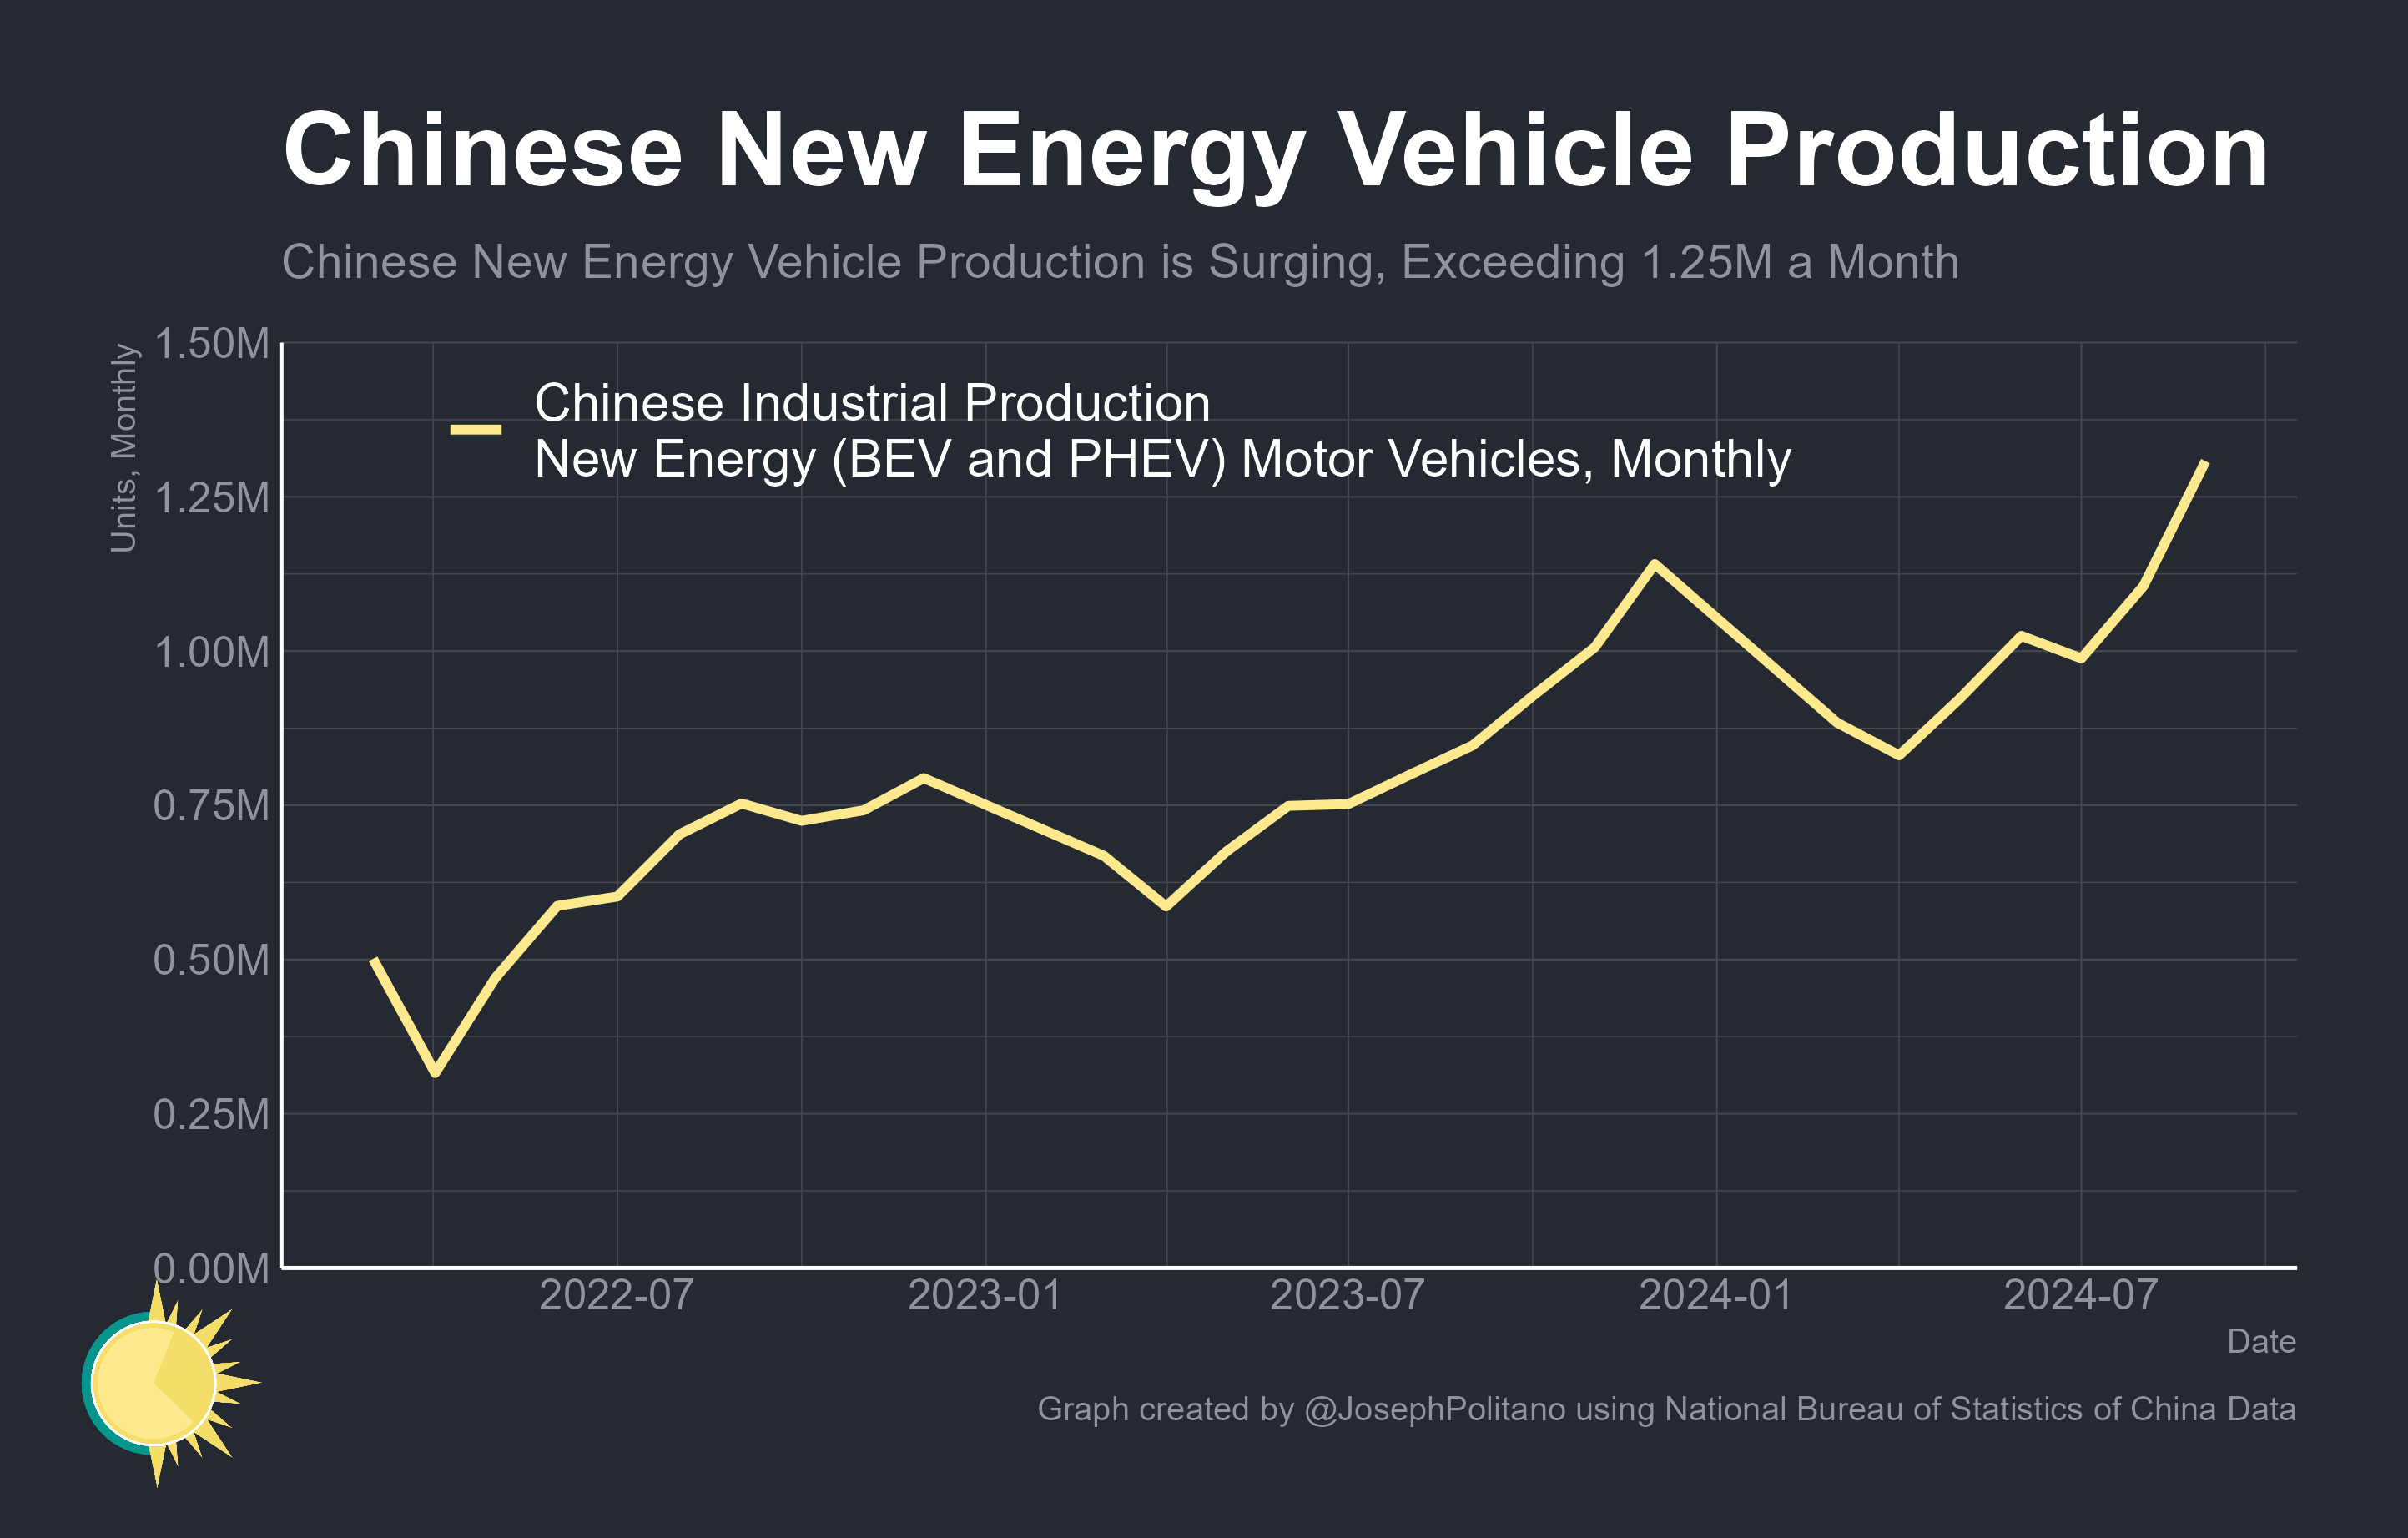 Chinese New Energy Vehicle Production
Chinese New Energy Vehicle Production is Surging, Exceeding 1.25M a Month
Units, Monthly
1.50M
1.25M
1.00M
0.75M
0.50M
0.25M
0.00M
Chinese Industrial Production
New Energy (BEV and PHEV) Motor Vehicles, Monthly
2022-07
2023-01
2023-07
2024-01
2024-07
Date
Graph created by @JosephPolitano using National Bureau of Statistics of China Data